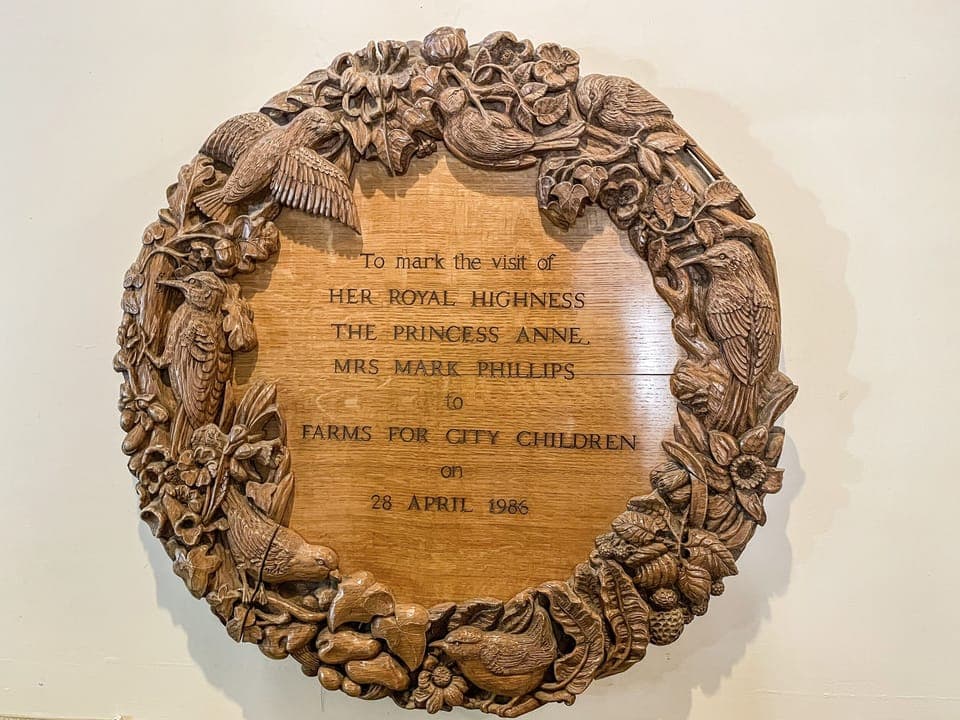 To mark the visit of
HER ROYAL HIGHNESS
THE PRINCESS ANNE,
MRS MARK PHILLIPS
to
FARMS FOR CITY CHILDREN
on
28 APRIL 1986